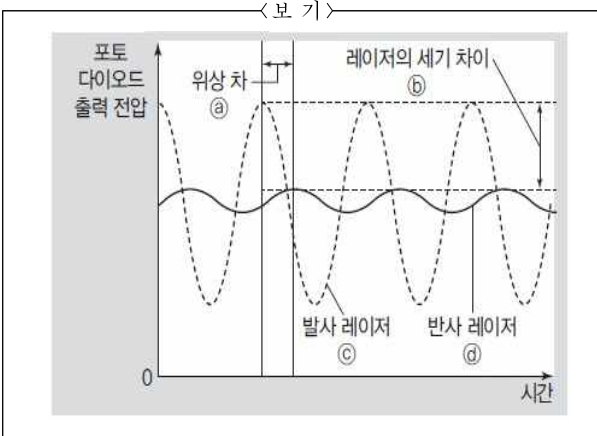 〈보 기〉
포토
다이오드
출력 전압
위상 차
ⓐ
레이저의 세기 차이
ⓑ
발사 레이저
ⓒ
반사 레이저
ⓓ
0
시간